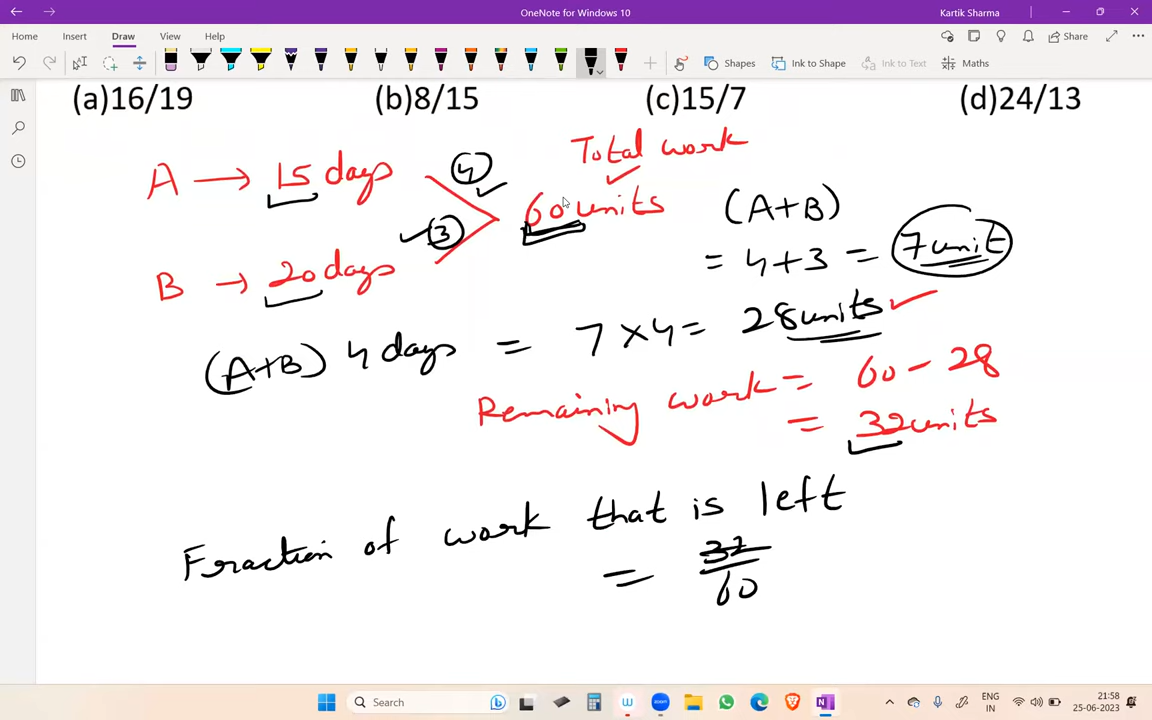 OneNote for Windows 10
Kartik Sharma
Home Insert Draw View Help
Share
Shapes Ink to Shape Ink to Text Maths
(a)16/19 (b)8/15 (c)15/7 (d)24/13
Total work
A → 15 days 4
60 units (A+B)
3
= 4+3 = 7 unit
B → 20 days
(A+B) 4 days = 7 × 4 = 28 units
Remaining work = 60 - 28
= 32 units
Fraction of work that is left
= 32/60
Search
ENG
IN
21:58
25-06-2023